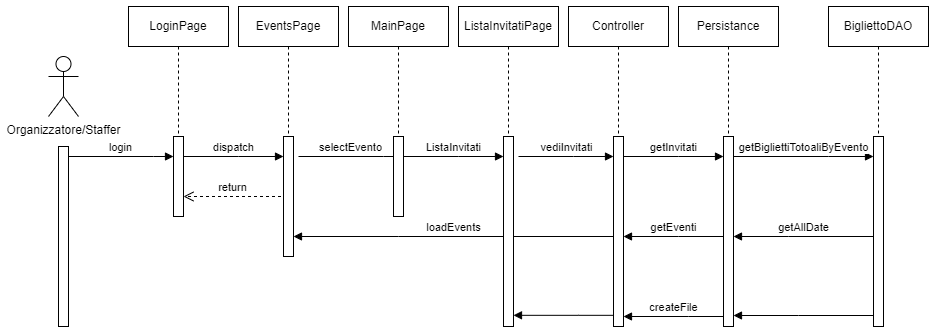 LoginPage
EventsPage
MainPage
ListaInvitatiPage
Controller
Persistance
BigliettoDAO
Organizzatore/Staffer
login
dispatch
selectEvento
ListaInvitati
vediInvitati
getInvitati
getBigliettiTotoaliByEvento
return
loadEvents
getEventi
getAllDate
createFile